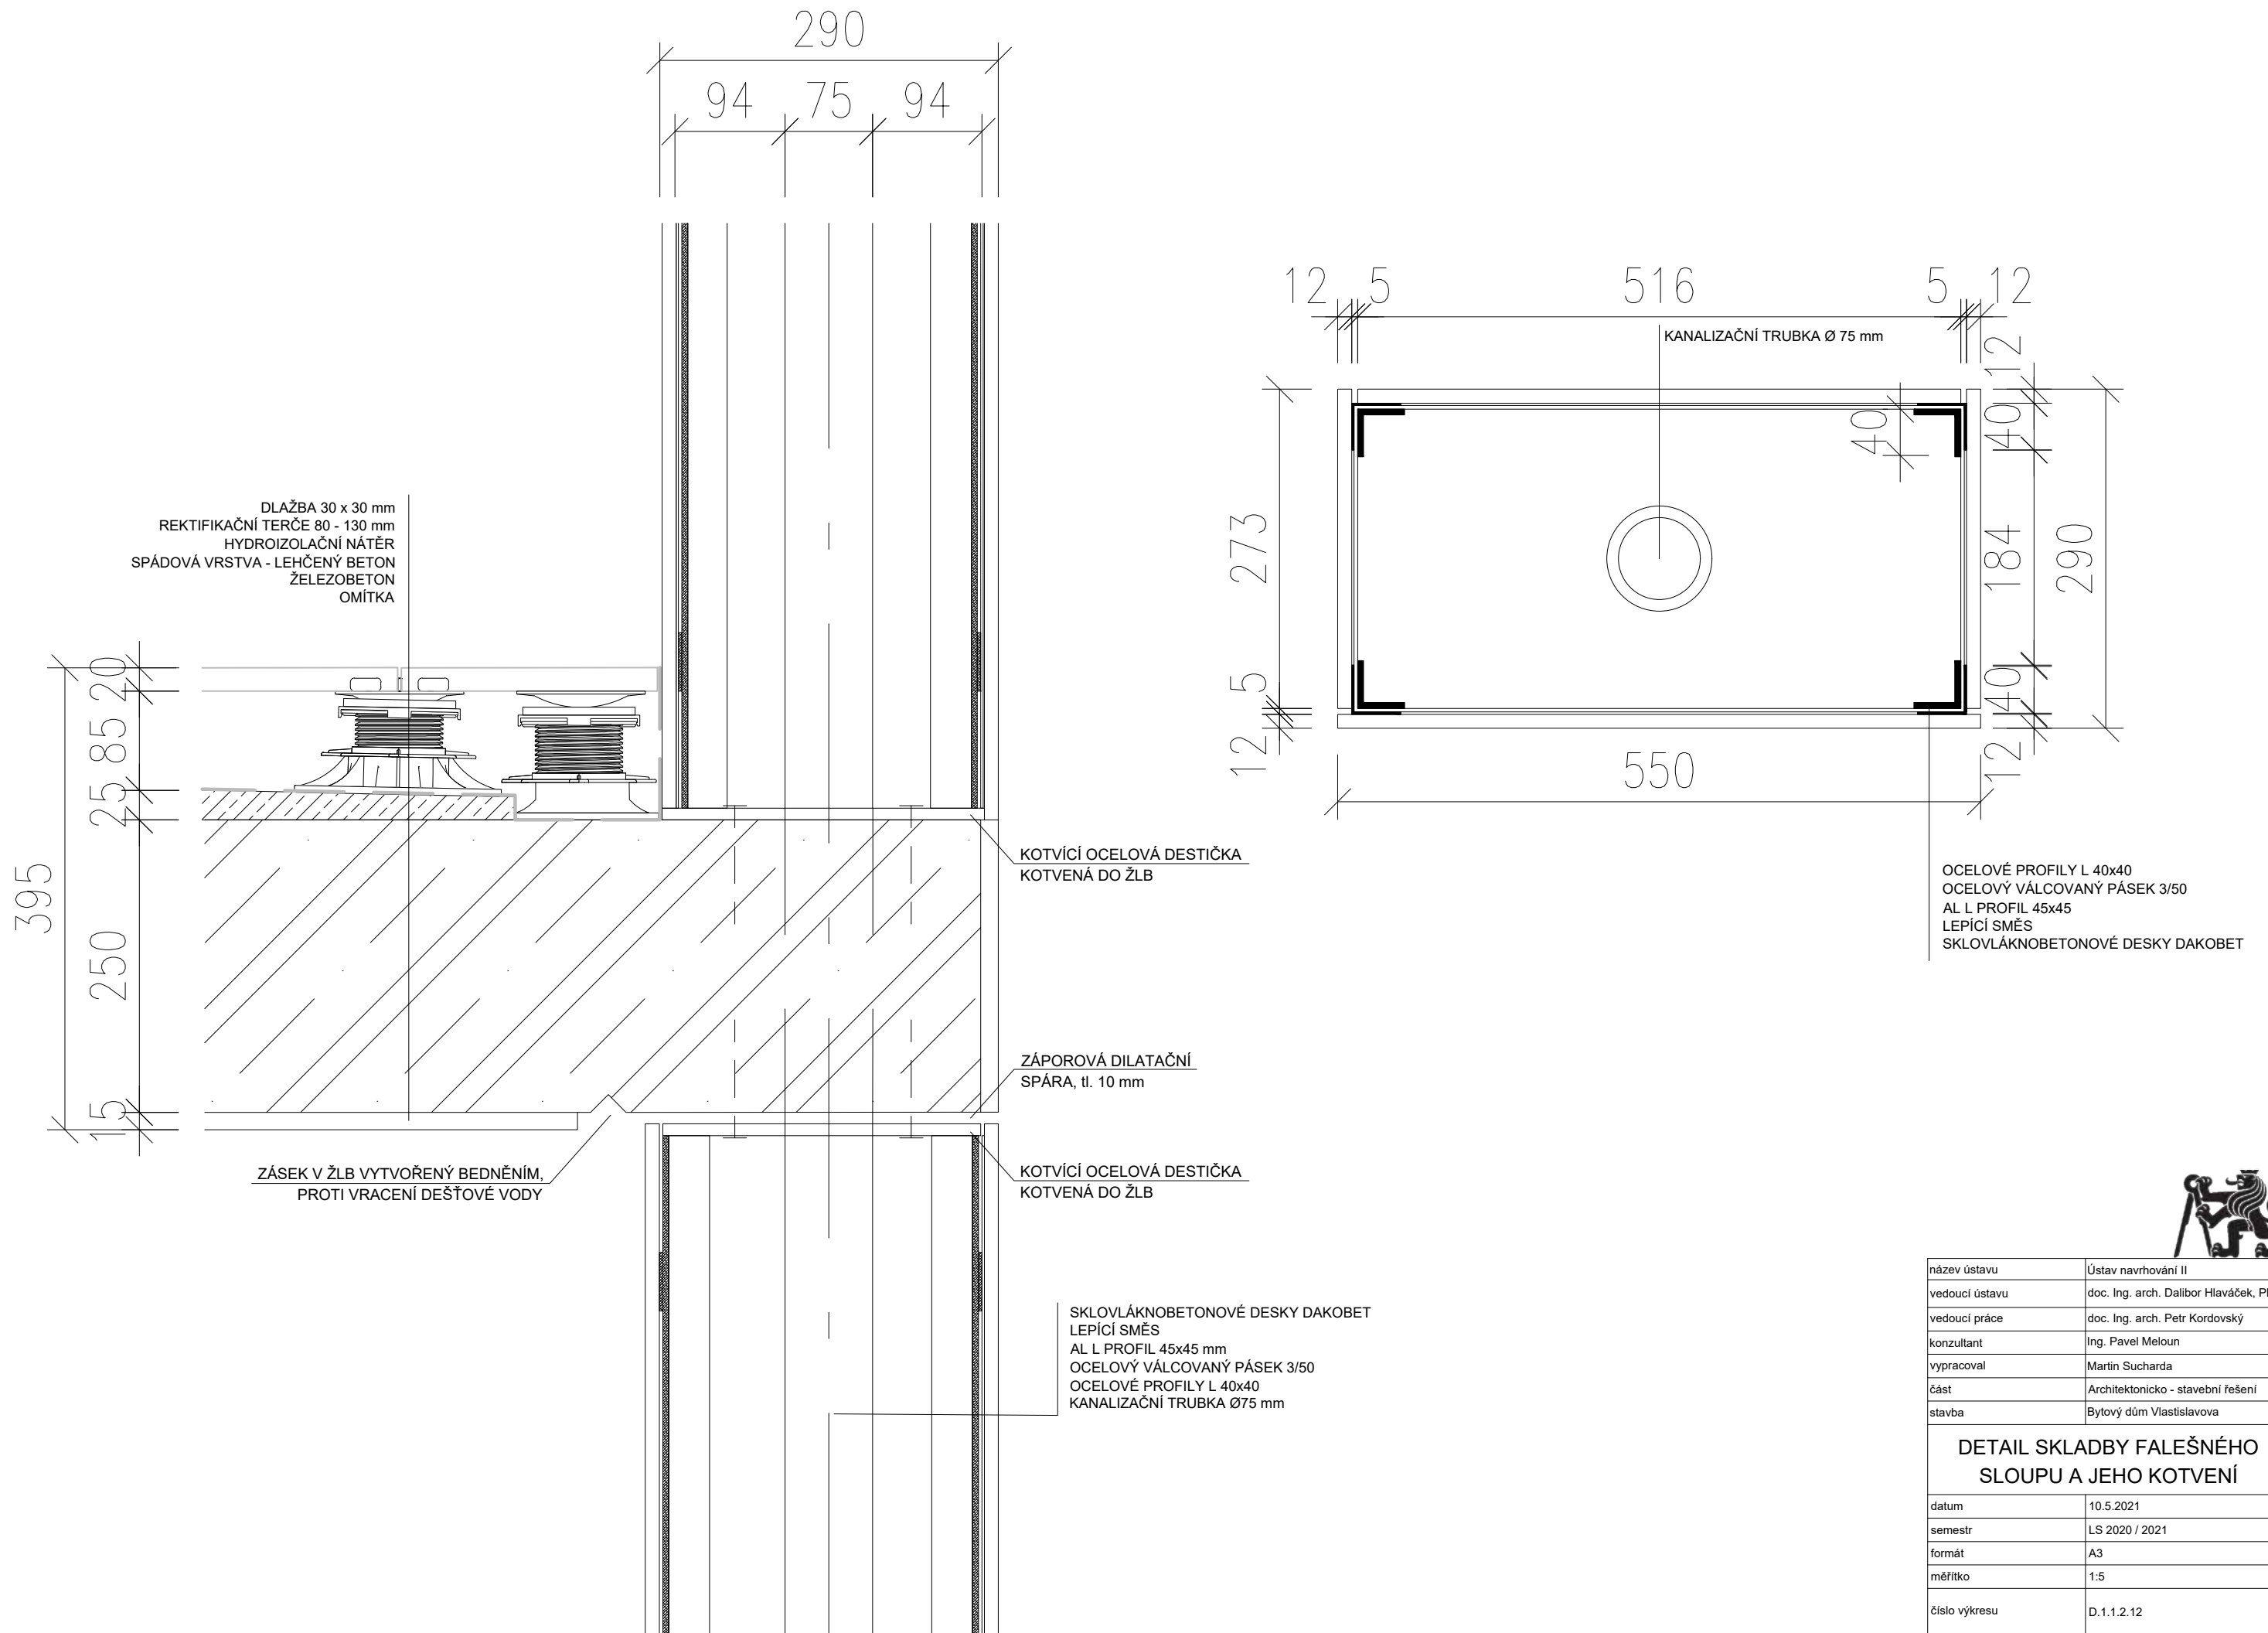 290
94 75 94
12 5 516 5 12
KANALIZAČNÍ TRUBKA Ø 75 mm
12
40
40
184
290
40
12
273
5
12
550
DLAŽBA 30 x 30 mm
REKTIFIKAČNÍ TERČE 80 - 130 mm
HYDROIZOLAČNÍ NÁTĚR
SPÁDOVÁ VRSTVA - LEHČENÝ BETON
ŽELEZOBETON
OMÍTKA
20
85
25
250
15
395
KOTVÍCÍ OCELOVÁ DESTIČKA
KOTVENÁ DO ŽLB
OCELOVÉ PROFILY L 40x40
OCELOVÝ VÁLCOVANÝ PÁSEK 3/50
AL L PROFIL 45x45
LEPÍCÍ SMĚS
SKLOVLÁKNOBETONOVÉ DESKY DAKOBET
ZÁPOROVÁ DILATAČNÍ
SPÁRA, tl. 10 mm
ZÁSEK V ŽLB VYTVOŘENÝ BEDNĚNÍM,
PROTI VRACENÍ DEŠŤOVÉ VODY
KOTVÍCÍ OCELOVÁ DESTIČKA
KOTVENÁ DO ŽLB
SKLOVLÁKNOBETONOVÉ DESKY DAKOBET
LEPÍCÍ SMĚS
AL L PROFIL 45x45 mm
OCELOVÝ VÁLCOVANÝ PÁSEK 3/50
OCELOVÉ PROFILY L 40x40
KANALIZAČNÍ TRUBKA Ø75 mm
název ústavu Ústav navrhování II
vedoucí ústavu doc. Ing. arch. Dalibor Hlaváček,
vedoucí práce doc. Ing. arch. Petr Kordovský
konzultant Ing. Pavel Meloun
vypracoval Martin Sucharda
část Architektonicko - stavební řešení
stavba Bytový dům Vlastislavova
DETAIL SKLADBY FALEŠNÉHO
SLOUPU A JEHO KOTVENÍ
datum 10.5.2021
semestr LS 2020 / 2021
formát A3
měřítko 1:5
číslo výkresu D.1.1.2.12